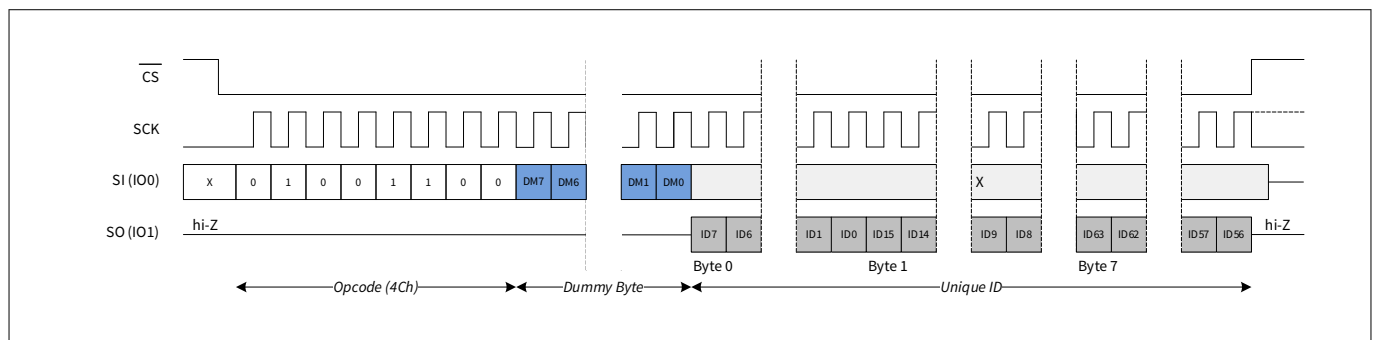 CS
SCK
SI (IO0) X 0 1 0 0 1 1 0 0 DM7 DM6 DM1 DM0 X
hi-Z hi-Z
SO (IO1) ID7 ID6 ID1 ID0 ID15 ID14 ID9 ID8 ID63 ID62 ID57 ID56
Byte 0 Byte 1 Byte 7
Opcode (4Ch) Dummy Byte Unique ID